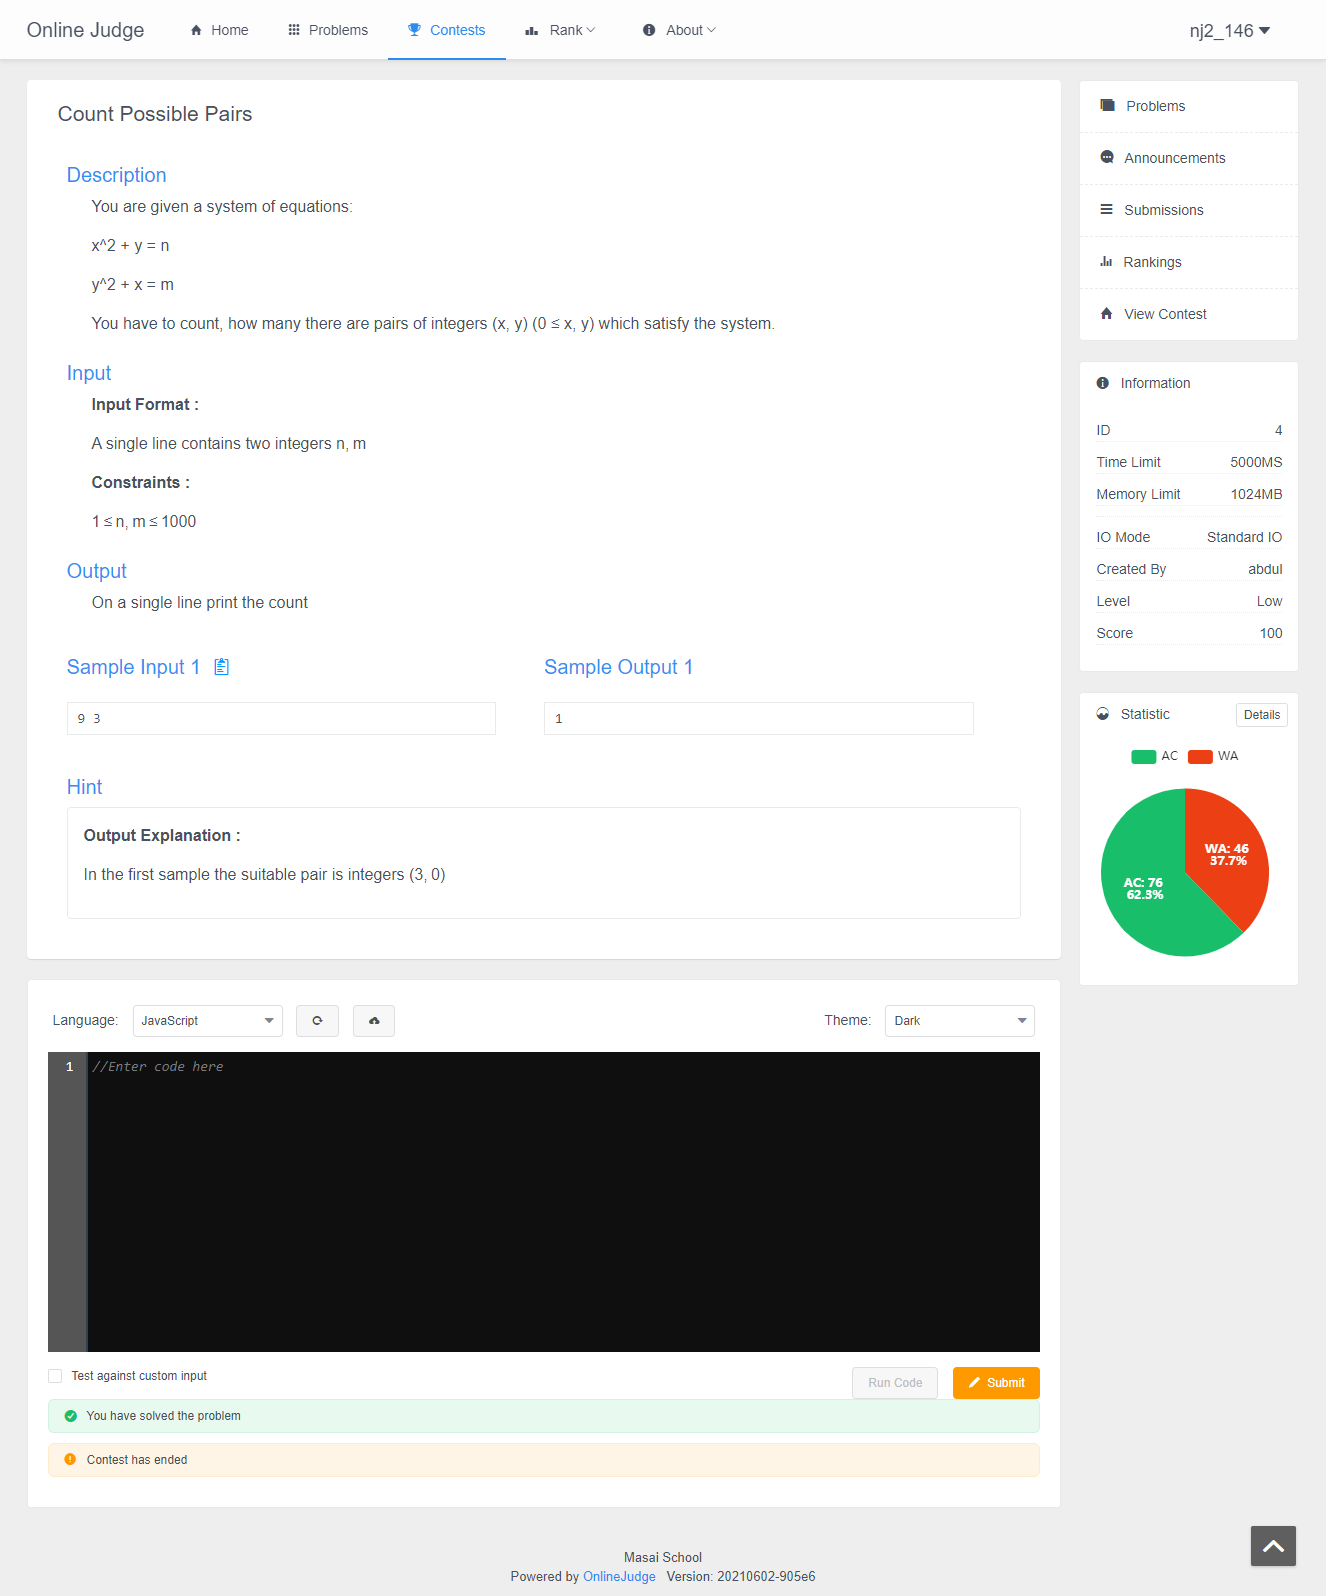 Online Judge Home Problems Contests Rank About nj2_146
Count Possible Pairs
Description
You are given a system of equations:
x^2 + y = n
y^2 + x = m
You have to count, how many there are pairs of integers (x, y) (0 ≤ x, y) which satisfy the system.
Input
Input Format :
A single line contains two integers n, m
Constraints :
1 ≤ n, m ≤ 1000
Output
On a single line print the count
Sample Input 1
9 3
Sample Output 1
1
Hint
Output Explanation :
In the first sample the suitable pair is integers (3, 0)
Language: JavaScript Theme: Dark
1 //Enter code here
Test against custom input
Run Code Submit
You have solved the problem
Contest has ended
Problems
Announcements
Submissions
Rankings
View Contest
Information
ID 4
Time Limit 5000MS
Memory Limit 1024MB
IO Mode Standard IO
Created By abdul
Level Low
Score 100
Statistic Details
AC WA
WA: 46
37.7%
AC: 76
62.3%
Masai School
Powered by OnlineJudge Version: 20210602-905e6